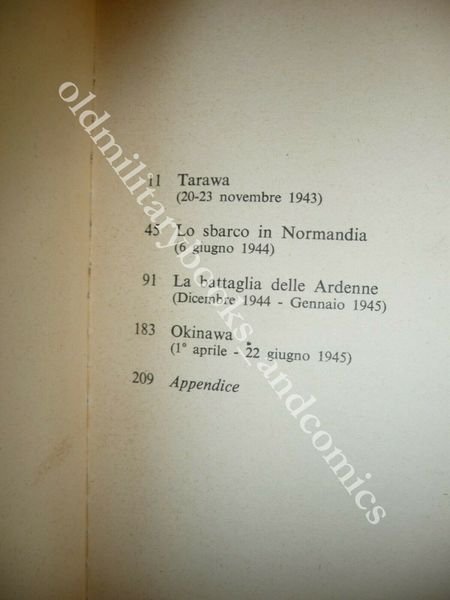 11 Tarawa
(20-23 novembre 1943)
45 Lo sbarco in Normandia
(6 giugno 1944)
91 La battaglia delle Ardenne
(Dicembre 1944 - Gennaio 1945)
183 Okinawa
(1° aprile - 22 giugno 1945)
209 Appendice
oldmilitarybooks_andcomics